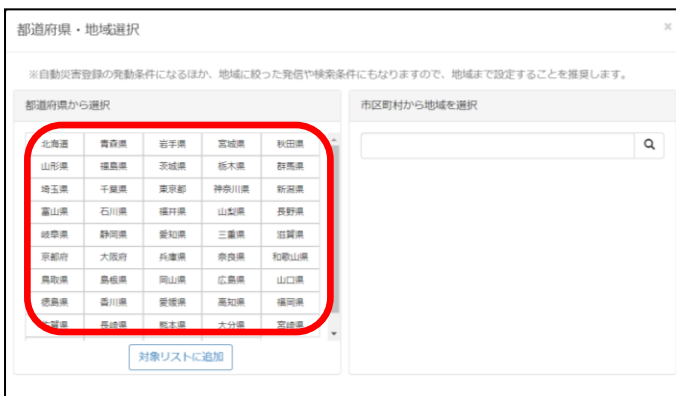 都道府県・地域選択 ×
※自動災害登録の発動条件になるほか、地域に絞った発信や検索条件にもなりますので、地域まで設定することを推奨します。
都道府県から選択
北海道 青森県 岩手県 宮城県 秋田県
山形県 福島県 茨城県 栃木県 群馬県
埼玉県 千葉県 東京都 神奈川県 新潟県
富山県 石川県 福井県 山梨県 長野県
岐阜県 静岡県 愛知県 三重県 滋賀県
京都府 大阪府 兵庫県 奈良県 和歌山県
鳥取県 島根県 岡山県 広島県 山口県
徳島県 香川県 愛媛県 高知県 福岡県
佐賀県 長崎県 熊本県 大分県 宮崎県
対象リストに追加
市区町村から地域を選択